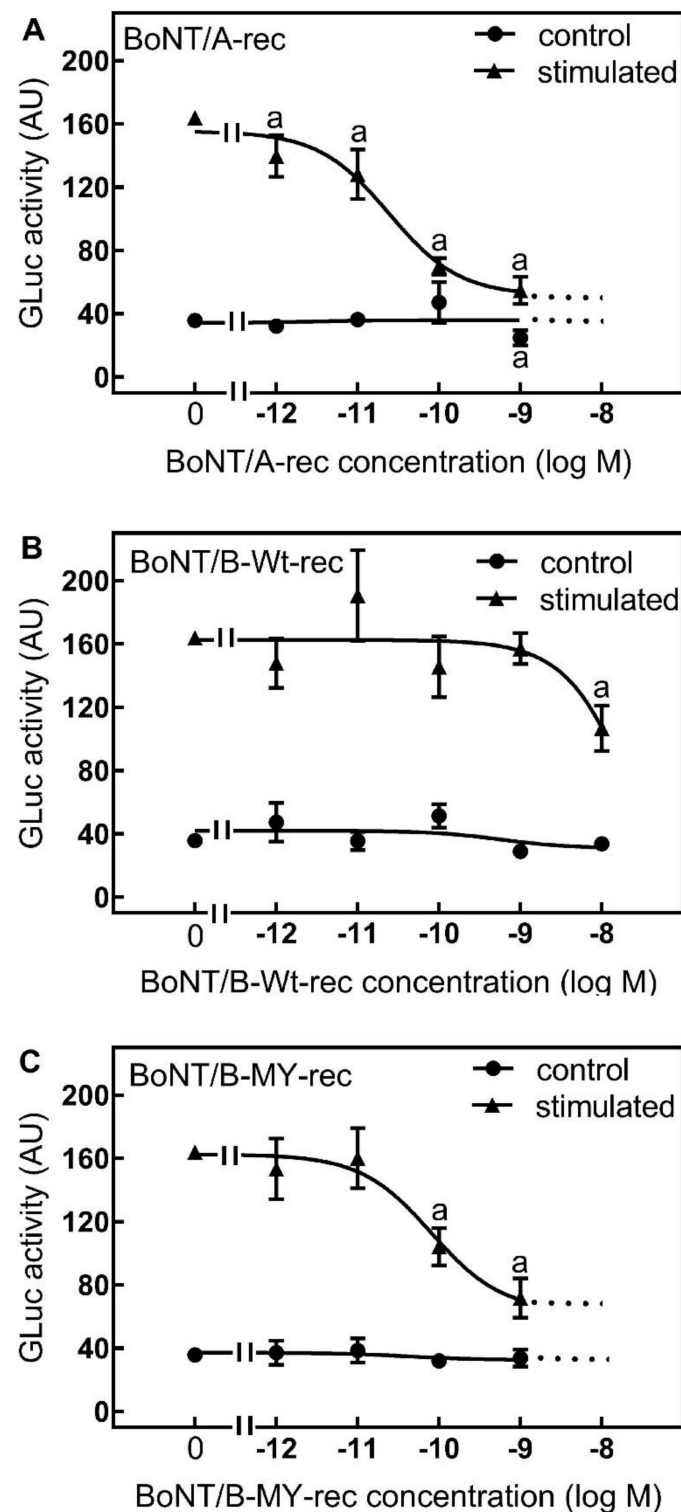 A
BoNT/A-rec
control
stimulated
200
160
120
80
40
0
GLuc activity (AU)
a
a
a
a
a
0
-12
-11
-10
-9
-8
BoNT/A-rec concentration (log M)
B
BoNT/B-Wt-rec
control
stimulated
200
160
120
80
40
0
GLuc activity (AU)
a
0
-12
-11
-10
-9
-8
BoNT/B-Wt-rec concentration (log M)
C
BoNT/B-MY-rec
control
stimulated
200
160
120
80
40
0
GLuc activity (AU)
a
a
0
-12
-11
-10
-9
-8
BoNT/B-MY-rec concentration (log M)